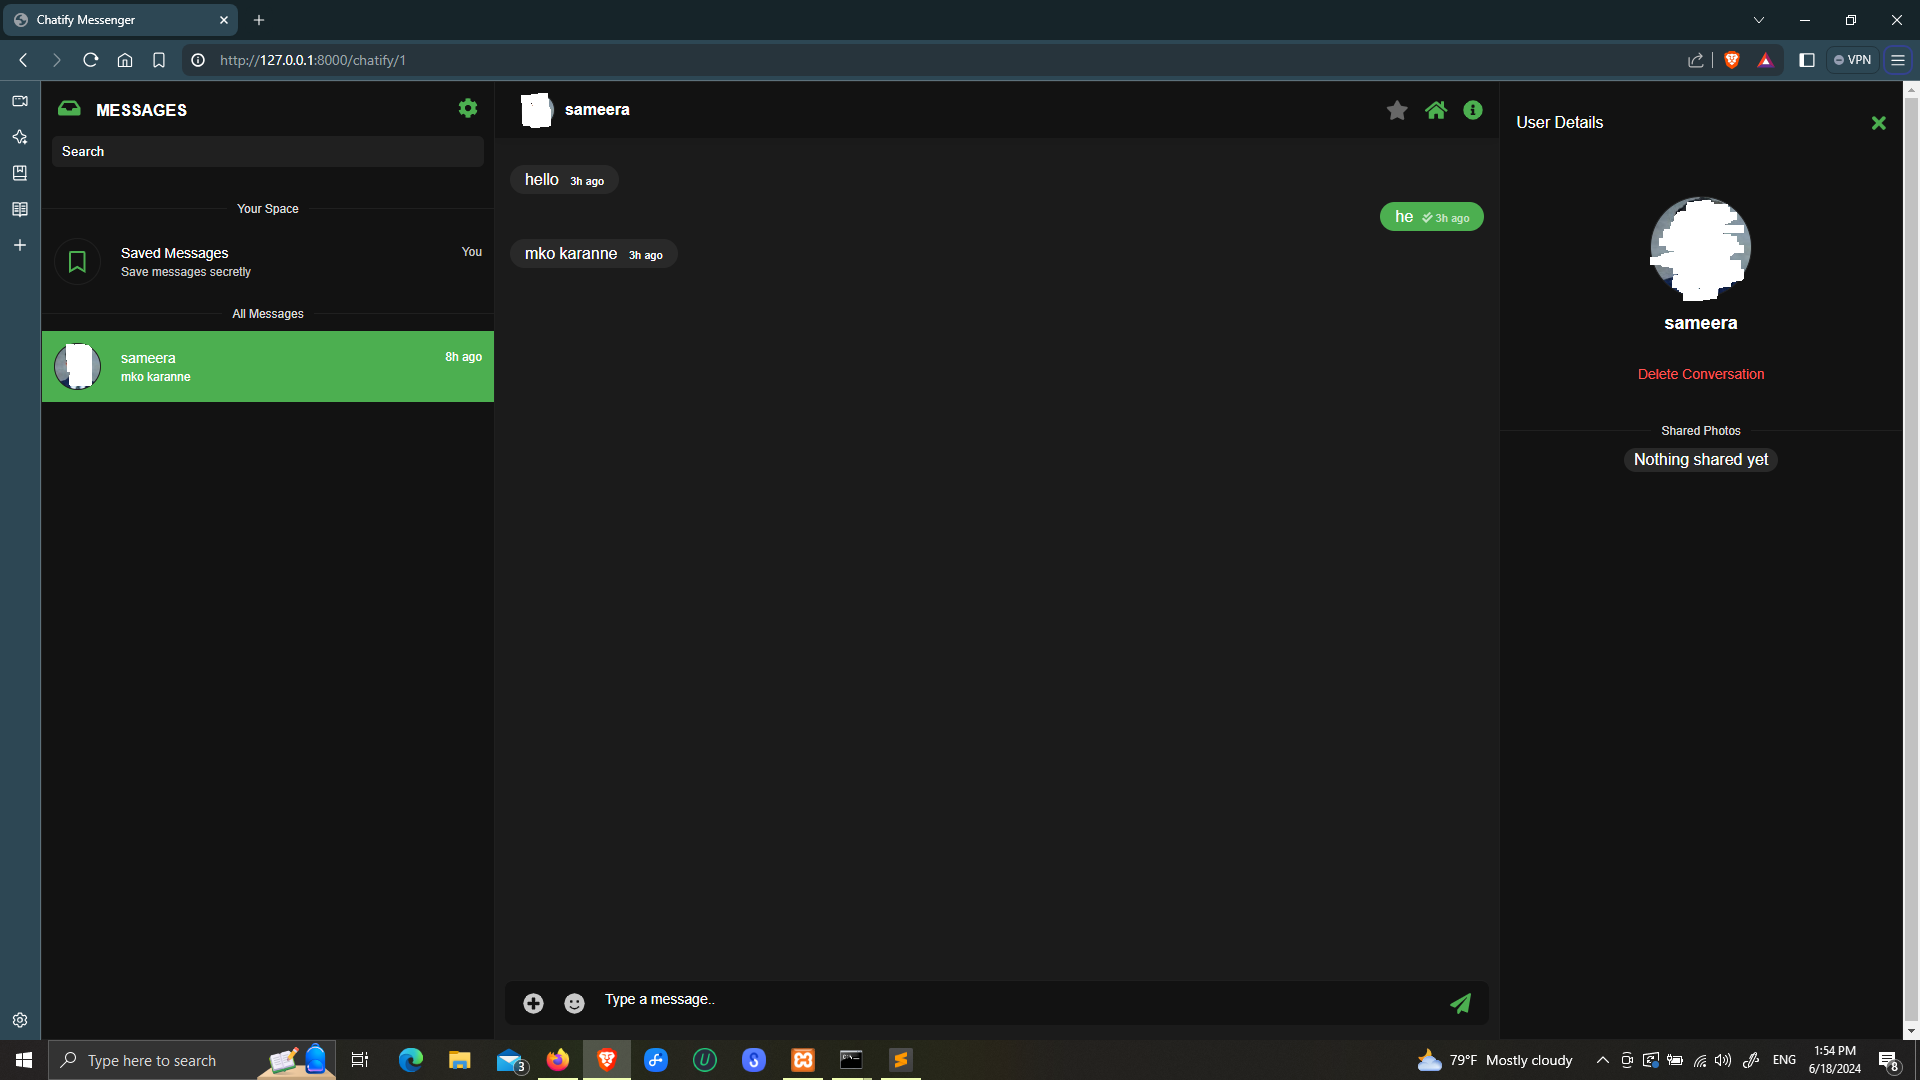 Chatify Messenger
http://127.0.0.1:8000/chatify/1
VPN
MESSAGES
Search
Your Space
Saved Messages
You
Save messages secretly
All Messages
sameera
8h ago
mko karanne
sameera
hello 3h ago
he 3h ago
mko karanne 3h ago
Type a message..
User Details
sameera
Delete Conversation
Shared Photos
Nothing shared yet
Type here to search
3
79°F Mostly cloudy
ENG
1:54 PM
6/18/2024
8